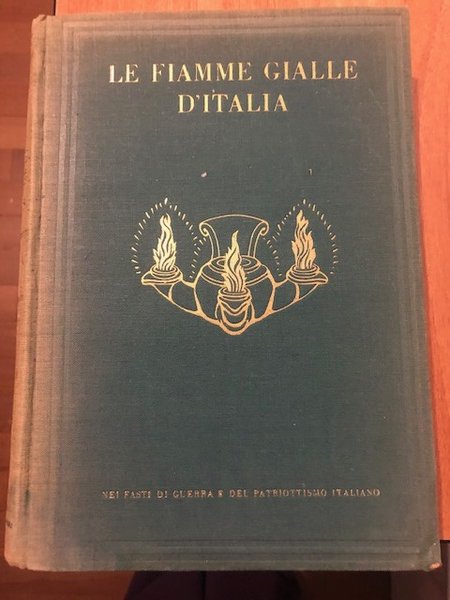 LE FIAMME GIALLE
D'ITALIA
NEI FASTI DI GUERRA E DEL PATRIOTTISMO ITALIANO